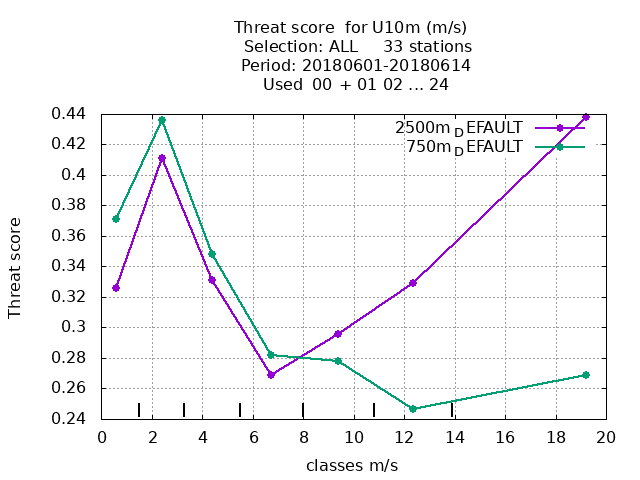 Threat score  for U10m (m/s)
Selection: ALL     33 stations
Period: 20180601-20180614
Used  00  + 01 02 ... 24
2500m_DEFAULT
750m_DEFAULT
0.44
0.42
0.4
0.38
0.36
0.34
0.32
0.3
0.28
0.26
0.24
Threat score
0 2 4 6 8 10 12 14 16 18 20
classes m/s